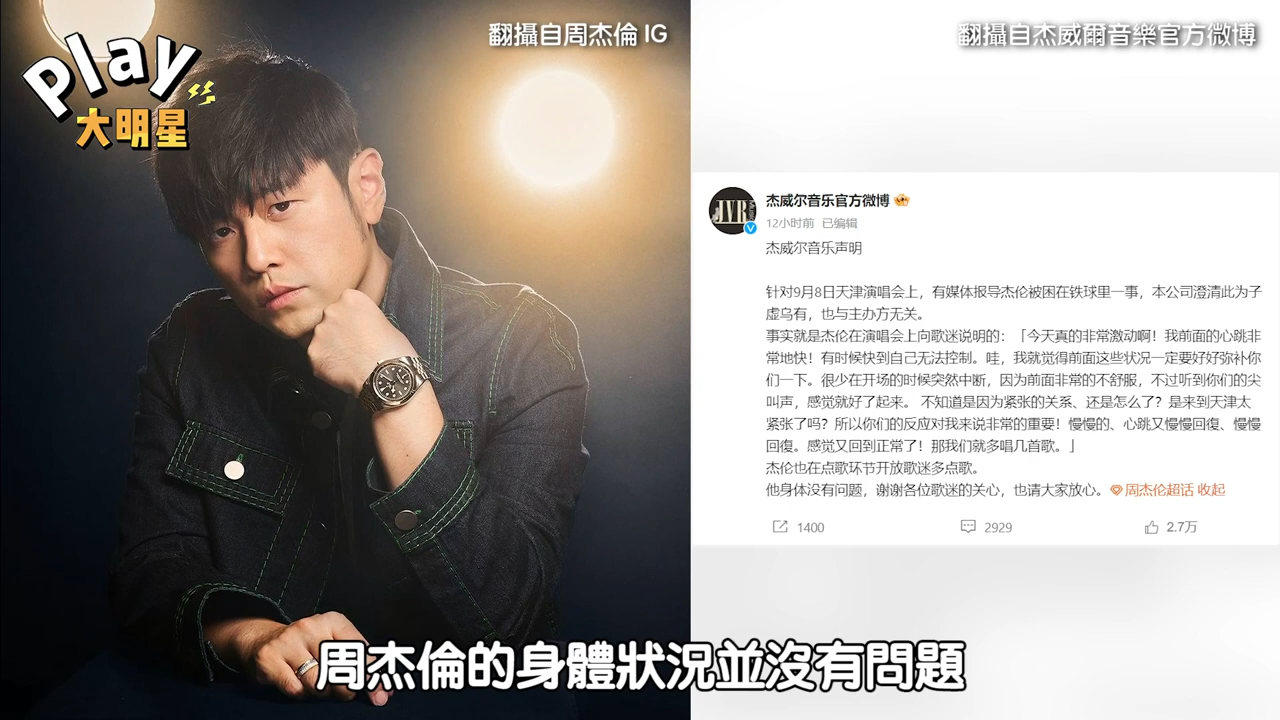 Play
大明星
翻攝自周杰倫 IG
翻攝自杰威爾音樂官方微博
JVR
杰威尔音乐官方微博
12小时前 已编辑
杰威尔音乐声明
针对9月8日天津演唱会上，有媒体报导杰伦被困在铁球里一事，本公司澄清此为子
虚乌有，也与主办方无关。
事实就是杰伦在演唱会上向歌迷说明的：「今天真的非常激动啊！我前面的心跳非
常地快！有时候快到自己无法控制。哇，我就觉得前面这些状况一定要好好弥补你
们一下。很少在开场的时候突然中断，因为前面非常的不舒服，不过听到你们的尖
叫声，感觉就好了起来。 不知道是因为紧张的关系、还是怎么了？是来到天津太
紧张了吗？所以你们的反应对我来说非常的重要！慢慢的、心跳又慢慢回復、慢慢
回復。感觉又回到正常了！那我们就多唱几首歌。」
杰伦也在点歌环节开放歌迷多点歌。
他身体没有问题，谢谢各位歌迷的关心，也请大家放心。周杰伦超话 收起
1400
2929
2.7万
周杰倫的身體狀況並沒有問題